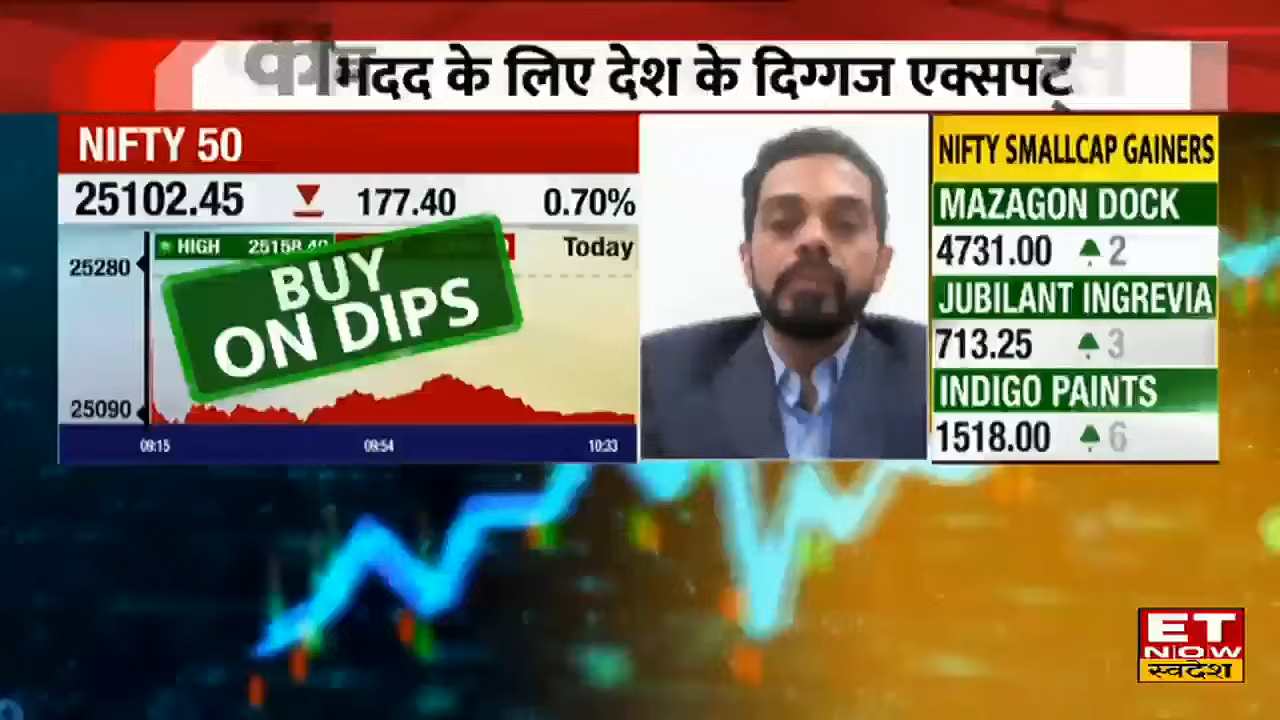 मदद के लिए देश के दिग्गज
NIFTY 50
25102.45 177.40 0.70%
HIGH 25158.40 Today
25280
BUY
ON DIPS
25090
09:15 09:54 10:33
NIFTY SMALLCAP GAINERS
MAZAGON DOCK
4731.00 2
JUBILANT INGREVIA
713.25 3
INDIGO PAINTS
1518.00 6
ET
NOW
स्वदेश